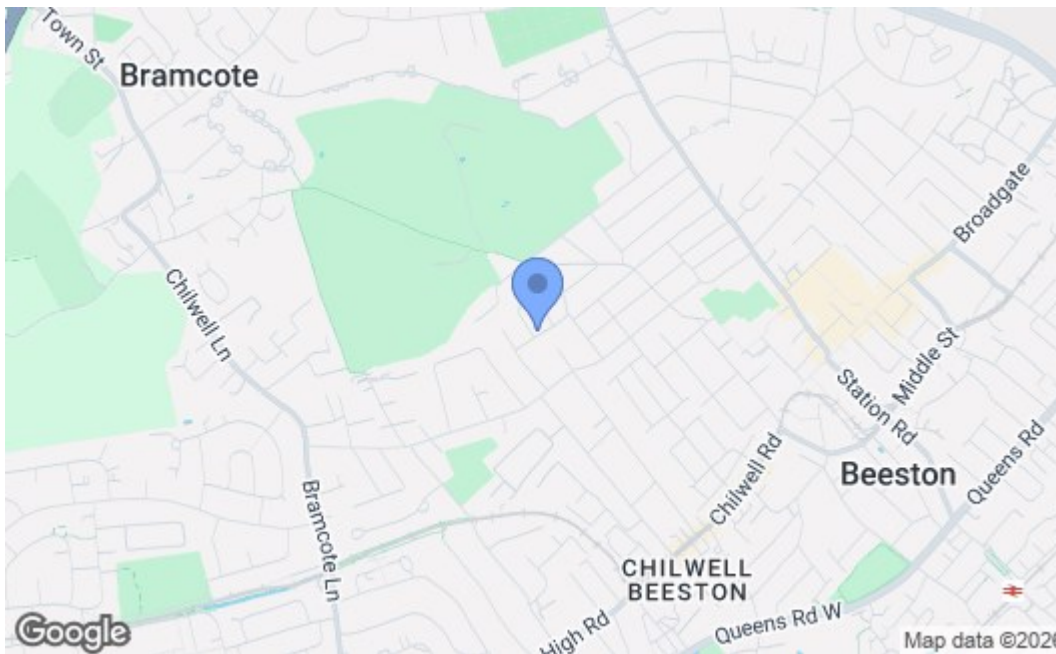 Town St
Bramcote
Broadgate
Chilwell Ln
Middle St
Station Rd
Queens Rd
Chilwell Rd
Beeston
Bramcote Ln
CHILWELL
BEESTON
High Rd
Queens Rd W
Google
Map data ©2026